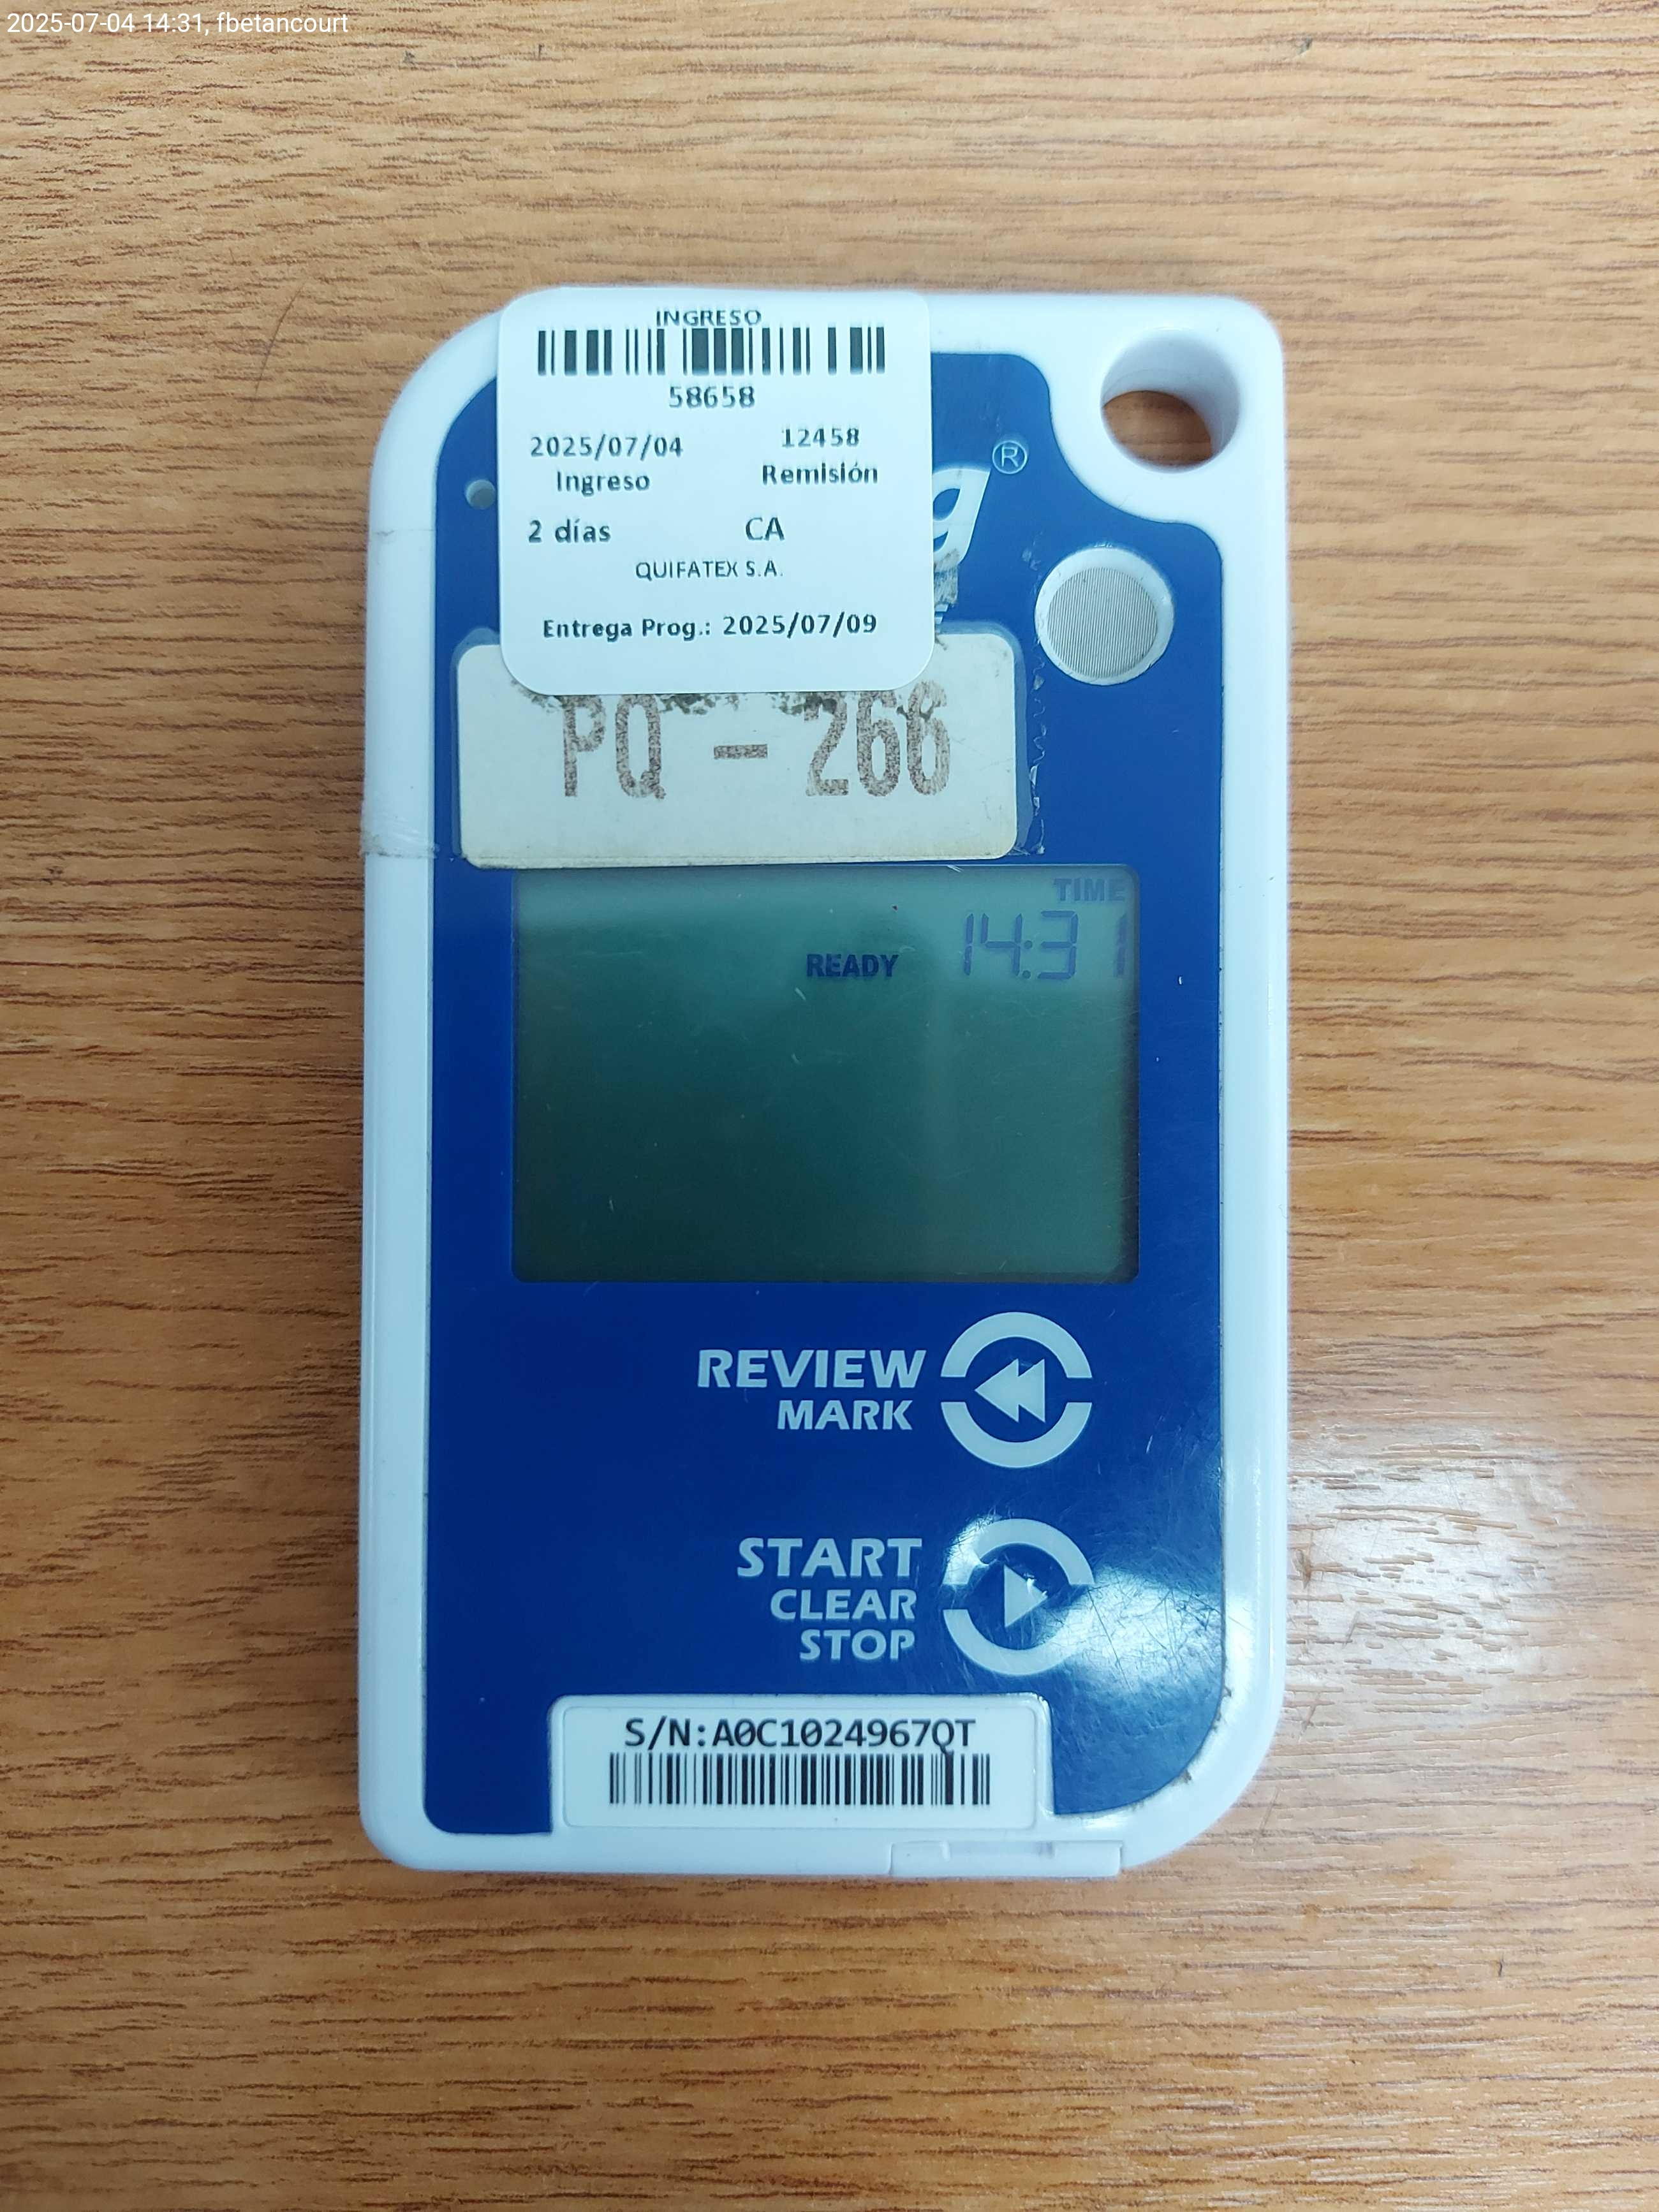 2025-07-04 14:31, fbetancourt
INGRESO
58658
2025/07/04 12458
Ingreso Remisión
2 días CA
QUIFATEX S.A.
Entrega Prog.: 2025/07/09
g®
PQ - 266
TIME
READY 14:31
REVIEW
MARK
START
CLEAR
STOP
S/N:A0C1024967QT